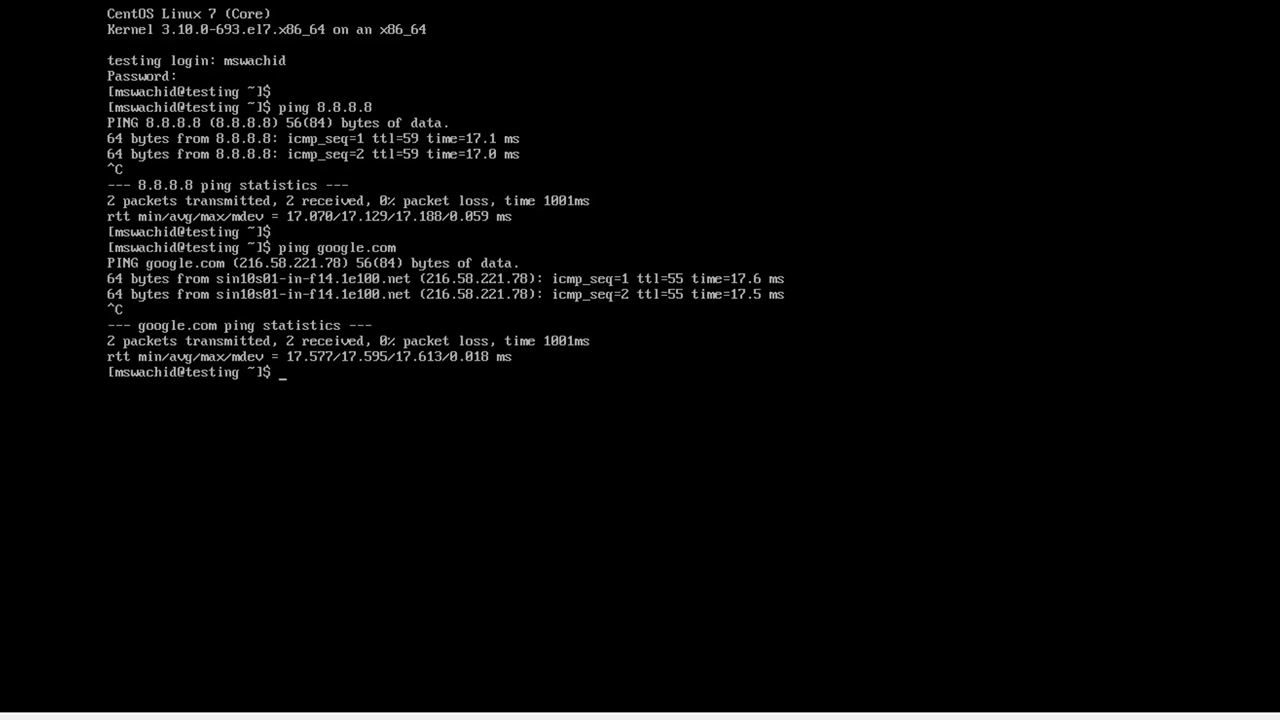 CentOS Linux 7 (Core)
Kernel 3.10.0-693.el7.x86_64 on an x86_64
testing login: mswachid
Password:
[mswachid@testing ~]$
[mswachid@testing ~]$ ping 8.8.8.8
PING 8.8.8.8 (8.8.8.8) 56(84) bytes of data.
64 bytes from 8.8.8.8: icmp_seq=1 ttl=59 time=17.1 ms
64 bytes from 8.8.8.8: icmp_seq=2 ttl=59 time=17.0 ms
^C
--- 8.8.8.8 ping statistics ---
2 packets transmitted, 2 received, 0% packet loss, time 1001ms
rtt min/avg/max/mdev = 17.070/17.129/17.188/0.059 ms
[mswachid@testing ~]$
[mswachid@testing ~]$ ping google.com
PING google.com (216.58.221.78) 56(84) bytes of data.
64 bytes from sin10s01-in-f14.1e100.net (216.58.221.78): icmp_seq=1 ttl=55 time=17.6 ms
64 bytes from sin10s01-in-f14.1e100.net (216.58.221.78): icmp_seq=2 ttl=55 time=17.5 ms
^C
--- google.com ping statistics ---
2 packets transmitted, 2 received, 0% packet loss, time 1001ms
rtt min/avg/max/mdev = 17.577/17.595/17.613/0.018 ms
[mswachid@testing ~]$ _